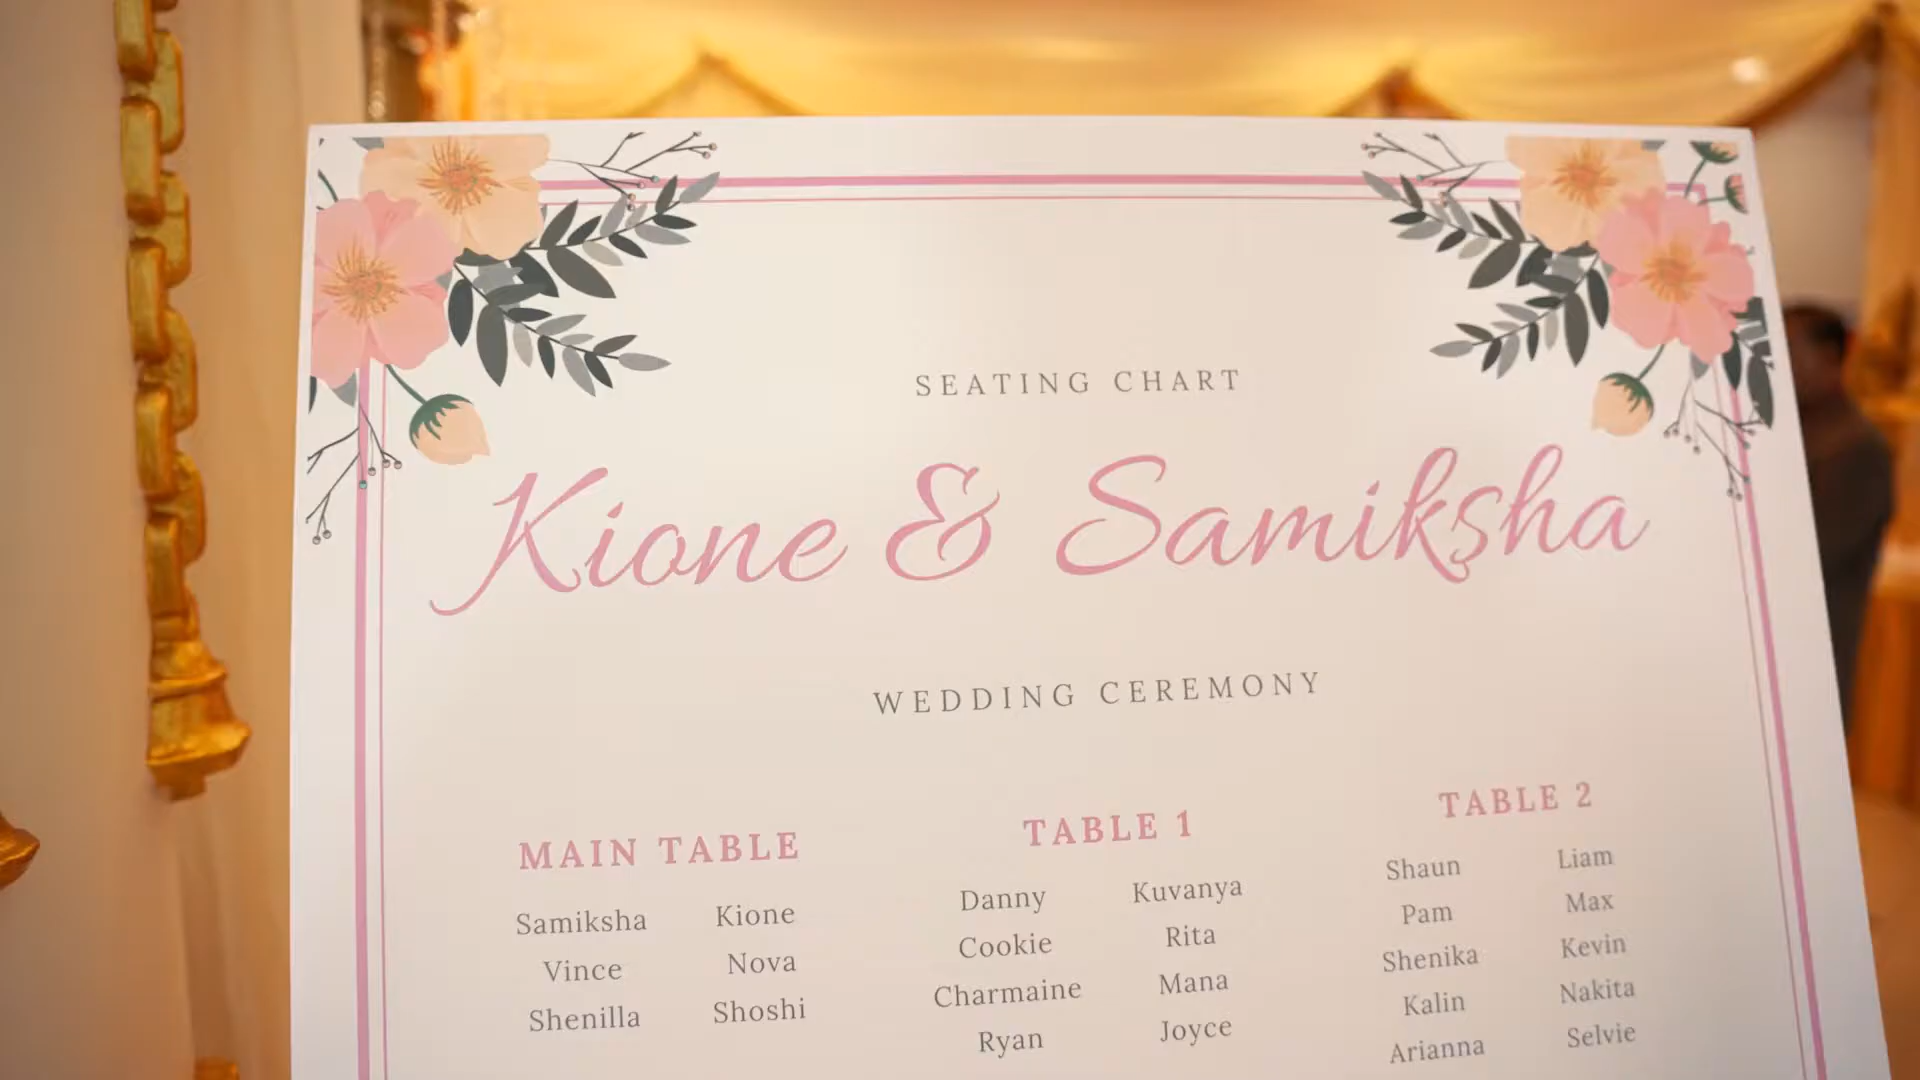 SEATING CHART
Kione & Samiksha
WEDDING CEREMONY
MAIN TABLE
Samiksha Kione
Vince Nova
Shenilla Shoshi
TABLE 1
Danny Kuvanya
Cookie Rita
Charmaine Mana
Ryan Joyce
TABLE 2
Shaun Liam
Pam Max
Shenika Kevin
Kalin Nakita
Arianna Selvie